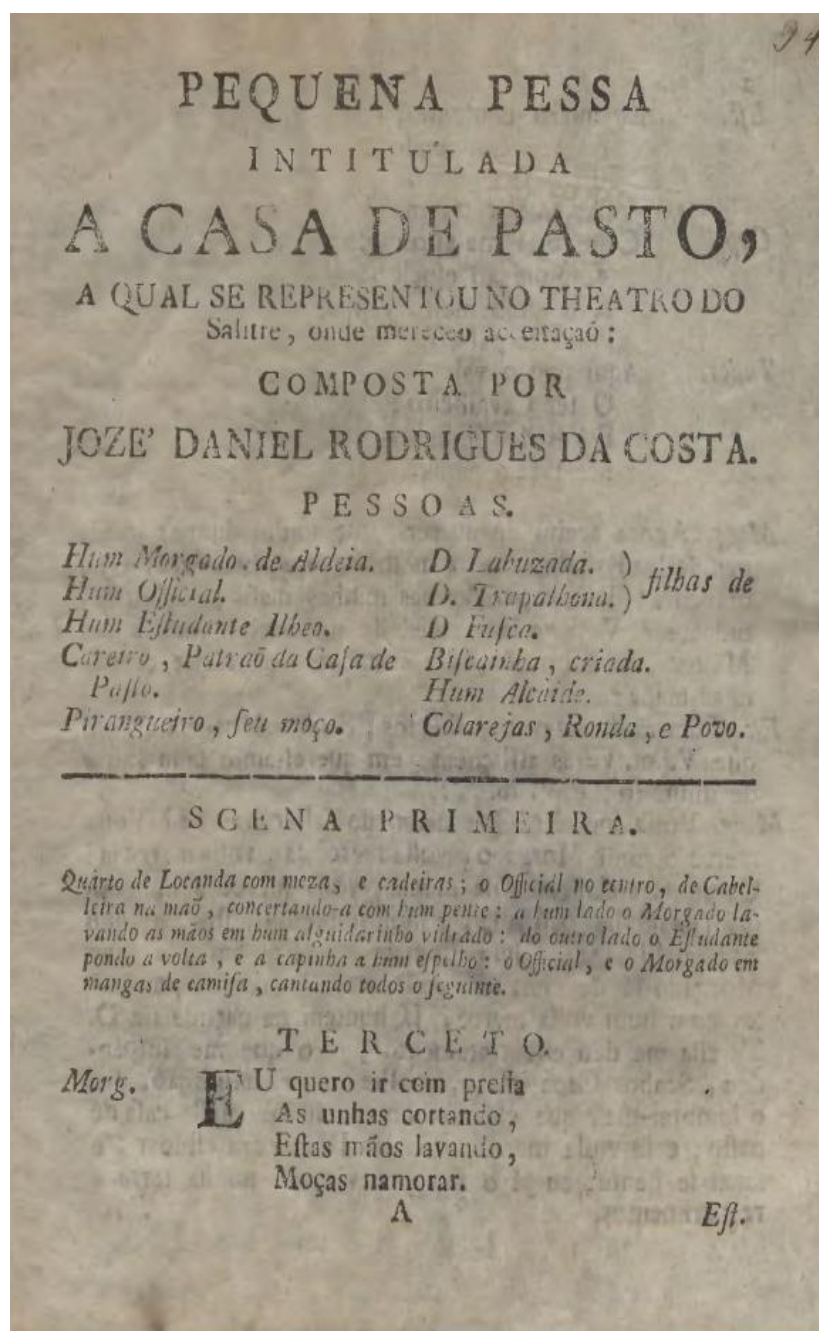 94
PEQUENA PESSA
INTITULADA
A CASA DE PASTO,
A QUAL SE REPRESENTOU NO THEATRO DO
Salitre, onde mereceo acceitaçaõ:
COMPOSTA POR
JOZE' DANIEL RODRIGUES DA COSTA.
PESSOAS.
Hum Morgado de Aldeia.
Hum Official.
Hum Eſtudante Ilheo.
Careiro, Patraõ da Caſa de
Paſto.
Pirangueiro, ſeu moço.
D. Labuzada. )
D. Trapalhona. ) filhas de
D Fuſca.
Biſcainha, criada.
Hum Alcaide.
Colarejas, Ronda, e Povo.
SCENA PRIMEIRA.
Quarto de Locanda com meza, e cadeiras; o Official no centro, de Cabel-
leira na maõ, concertando-a com hum pente: a hum lado o Morgado la-
vando as mãos em hum alguidarinho vidrado: do outro lado o Eſtudante
pondo a volta, e a capinha a hum eſpelho: o Official, e o Morgado em
mangas de camiſa, cantando todos o ſeguinte.
TERCETO.
Morg. EU quero ir com preſſa
As unhas cortando,
Eſtas mãos lavando,
Moças namorar.
A
Eſt.